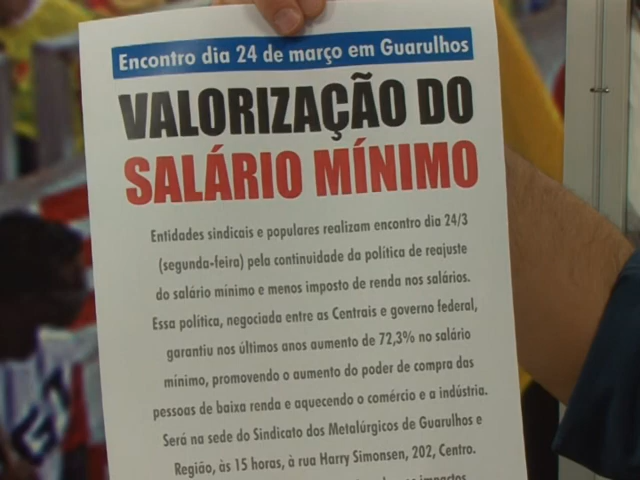 Encontro dia 24 de março em Guarulhos
VALORIZAÇÃO DO
SALÁRIO MÍNIMO
Entidades sindicais e populares realizam encontro dia 24/3
(segunda-feira) pela continuidade da política de reajuste
do salário mínimo e menos imposto de renda nos salários.
Essa política, negociada entre as Centrais e governo federal,
garantiu nos últimos anos aumento de 72,3% no salário
mínimo, promovendo o aumento do poder de compra das
pessoas de baixa renda e aquecendo o comércio e a indústria.
Será na sede do Sindicato dos Metalúrgicos de Guarulhos e
Região, às 15 horas, à rua Harry Simonsen, 202, Centro.
impactos